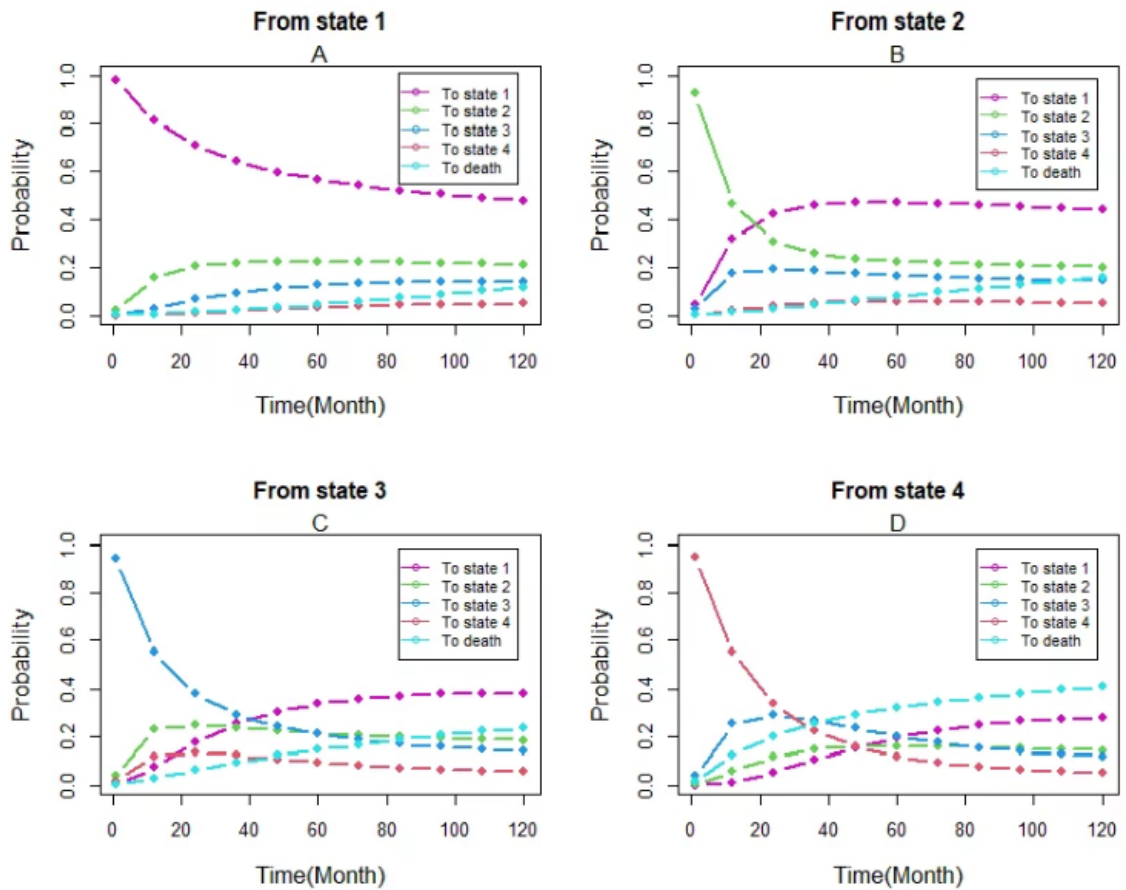 From state 1
A
Probability
1.0
0.8
0.6
0.4
0.2
0.0
To state 1
To state 2
To state 3
To state 4
To death
0 20 40 60 80 100 120
Time(Month)
From state 2
B
Probability
1.0
0.8
0.6
0.4
0.2
0.0
To state 1
To state 2
To state 3
To state 4
To death
0 20 40 60 80 100 120
Time(Month)
From state 3
C
Probability
1.0
0.8
0.6
0.4
0.2
0.0
To state 1
To state 2
To state 3
To state 4
To death
0 20 40 60 80 100 120
Time(Month)
From state 4
D
Probability
1.0
0.8
0.6
0.4
0.2
0.0
To state 1
To state 2
To state 3
To state 4
To death
0 20 40 60 80 100 120
Time(Month)